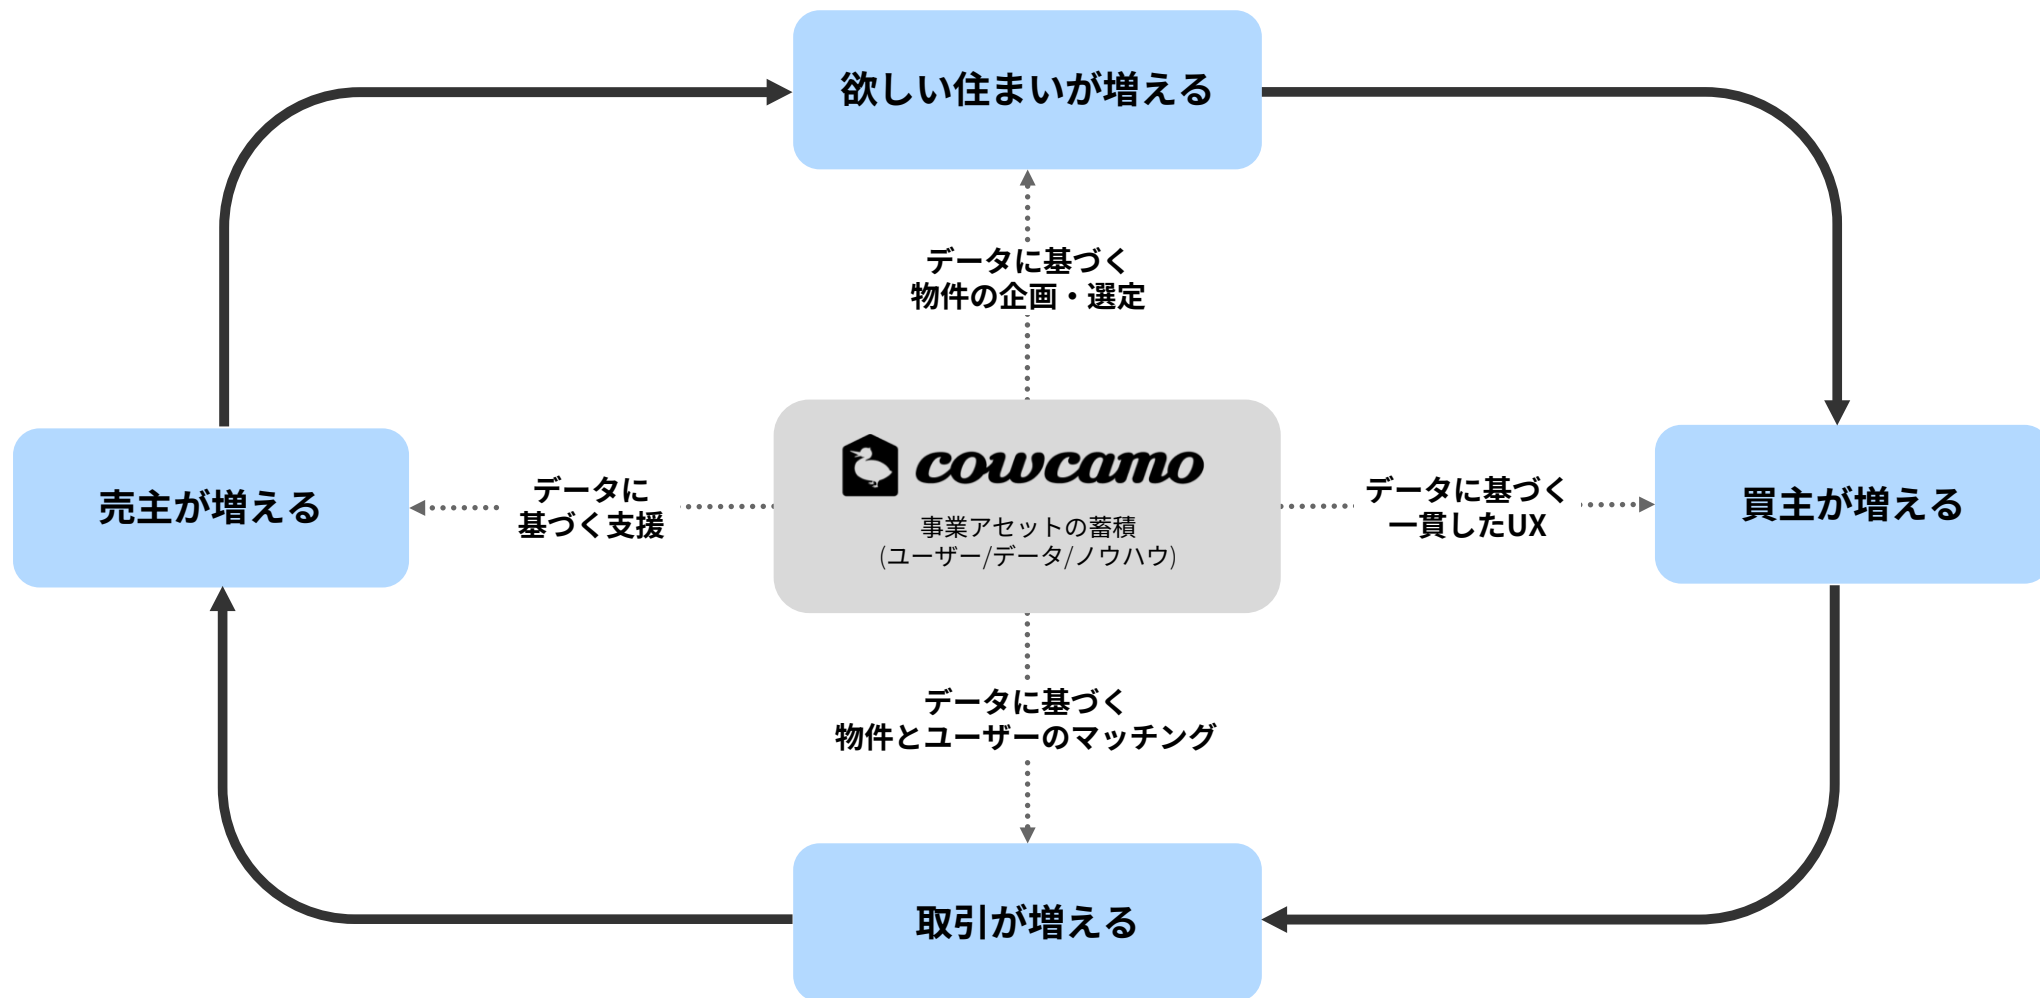 欲しい住まいが増える
データに基づく
物件の企画・選定
売主が増える
データに
基づく支援
cowcamo
事業アセットの蓄積
(ユーザー/データ/ノウハウ)
データに基づく
一貫したUX
買主が増える
データに基づく
物件とユーザーのマッチング
取引が増える